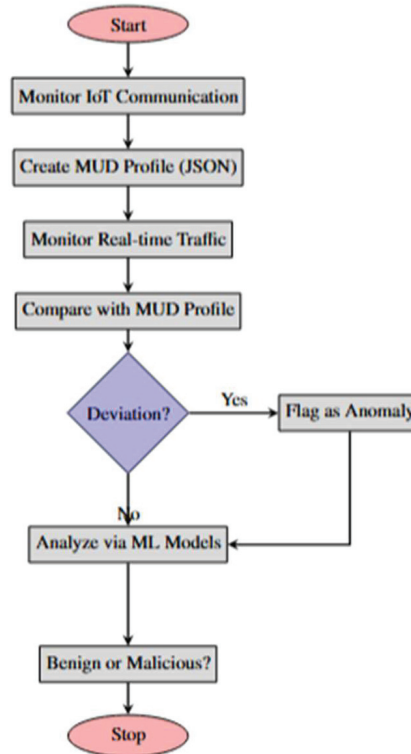 Start
Monitor IoT Communication
Create MUD Profile (JSON)
Monitor Real-time Traffic
Compare with MUD Profile
Deviation?
Yes
Flag as Anomaly
No
Analyze via ML Models
Benign or Malicious?
Stop